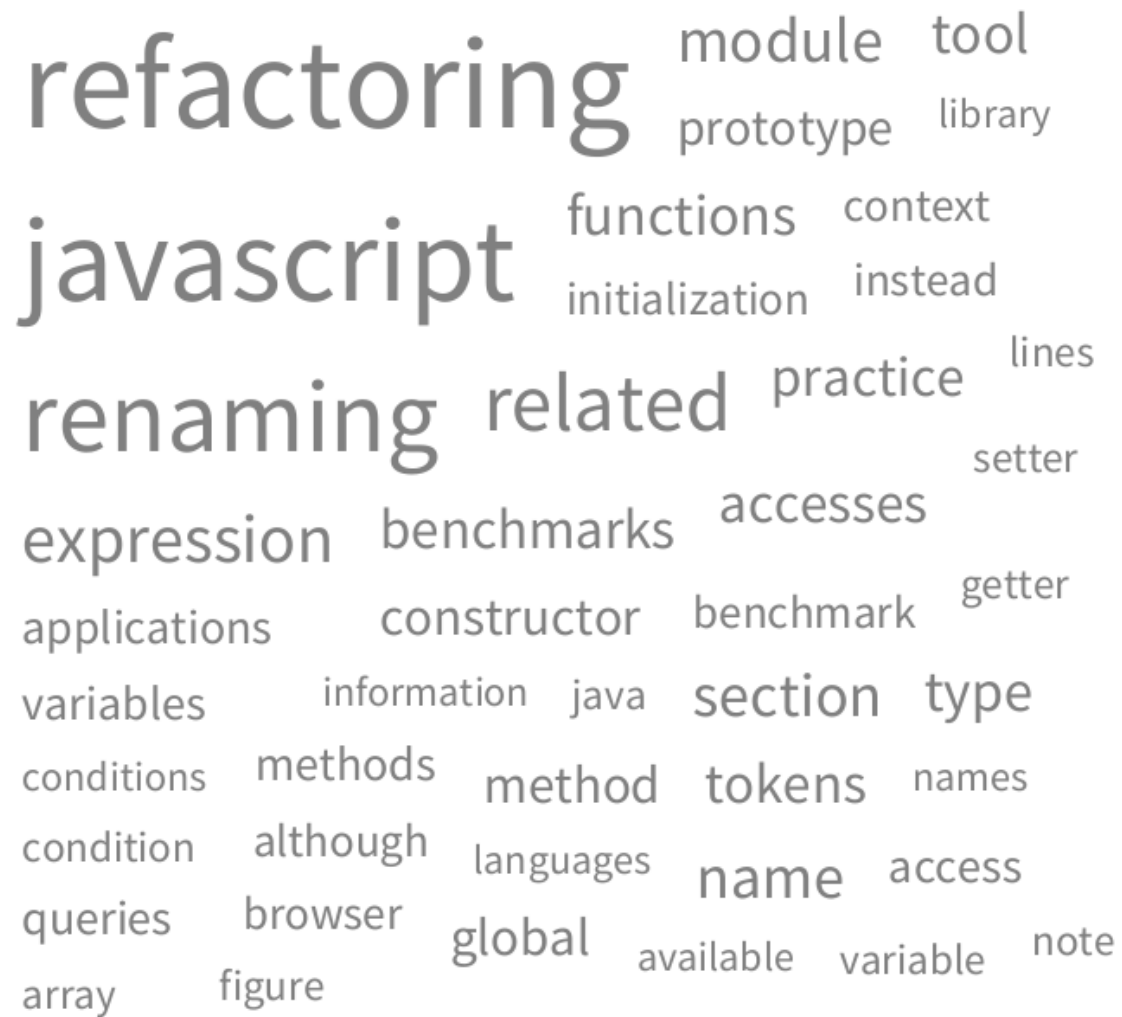 refactoring module tool
prototype library
javascript functions context
initialization instead
renaming related practice lines
setter
expression benchmarks accesses
applications constructor benchmark getter
variables information java section type
conditions methods method tokens names
condition although languages name access
queries browser global available variable note
array figure